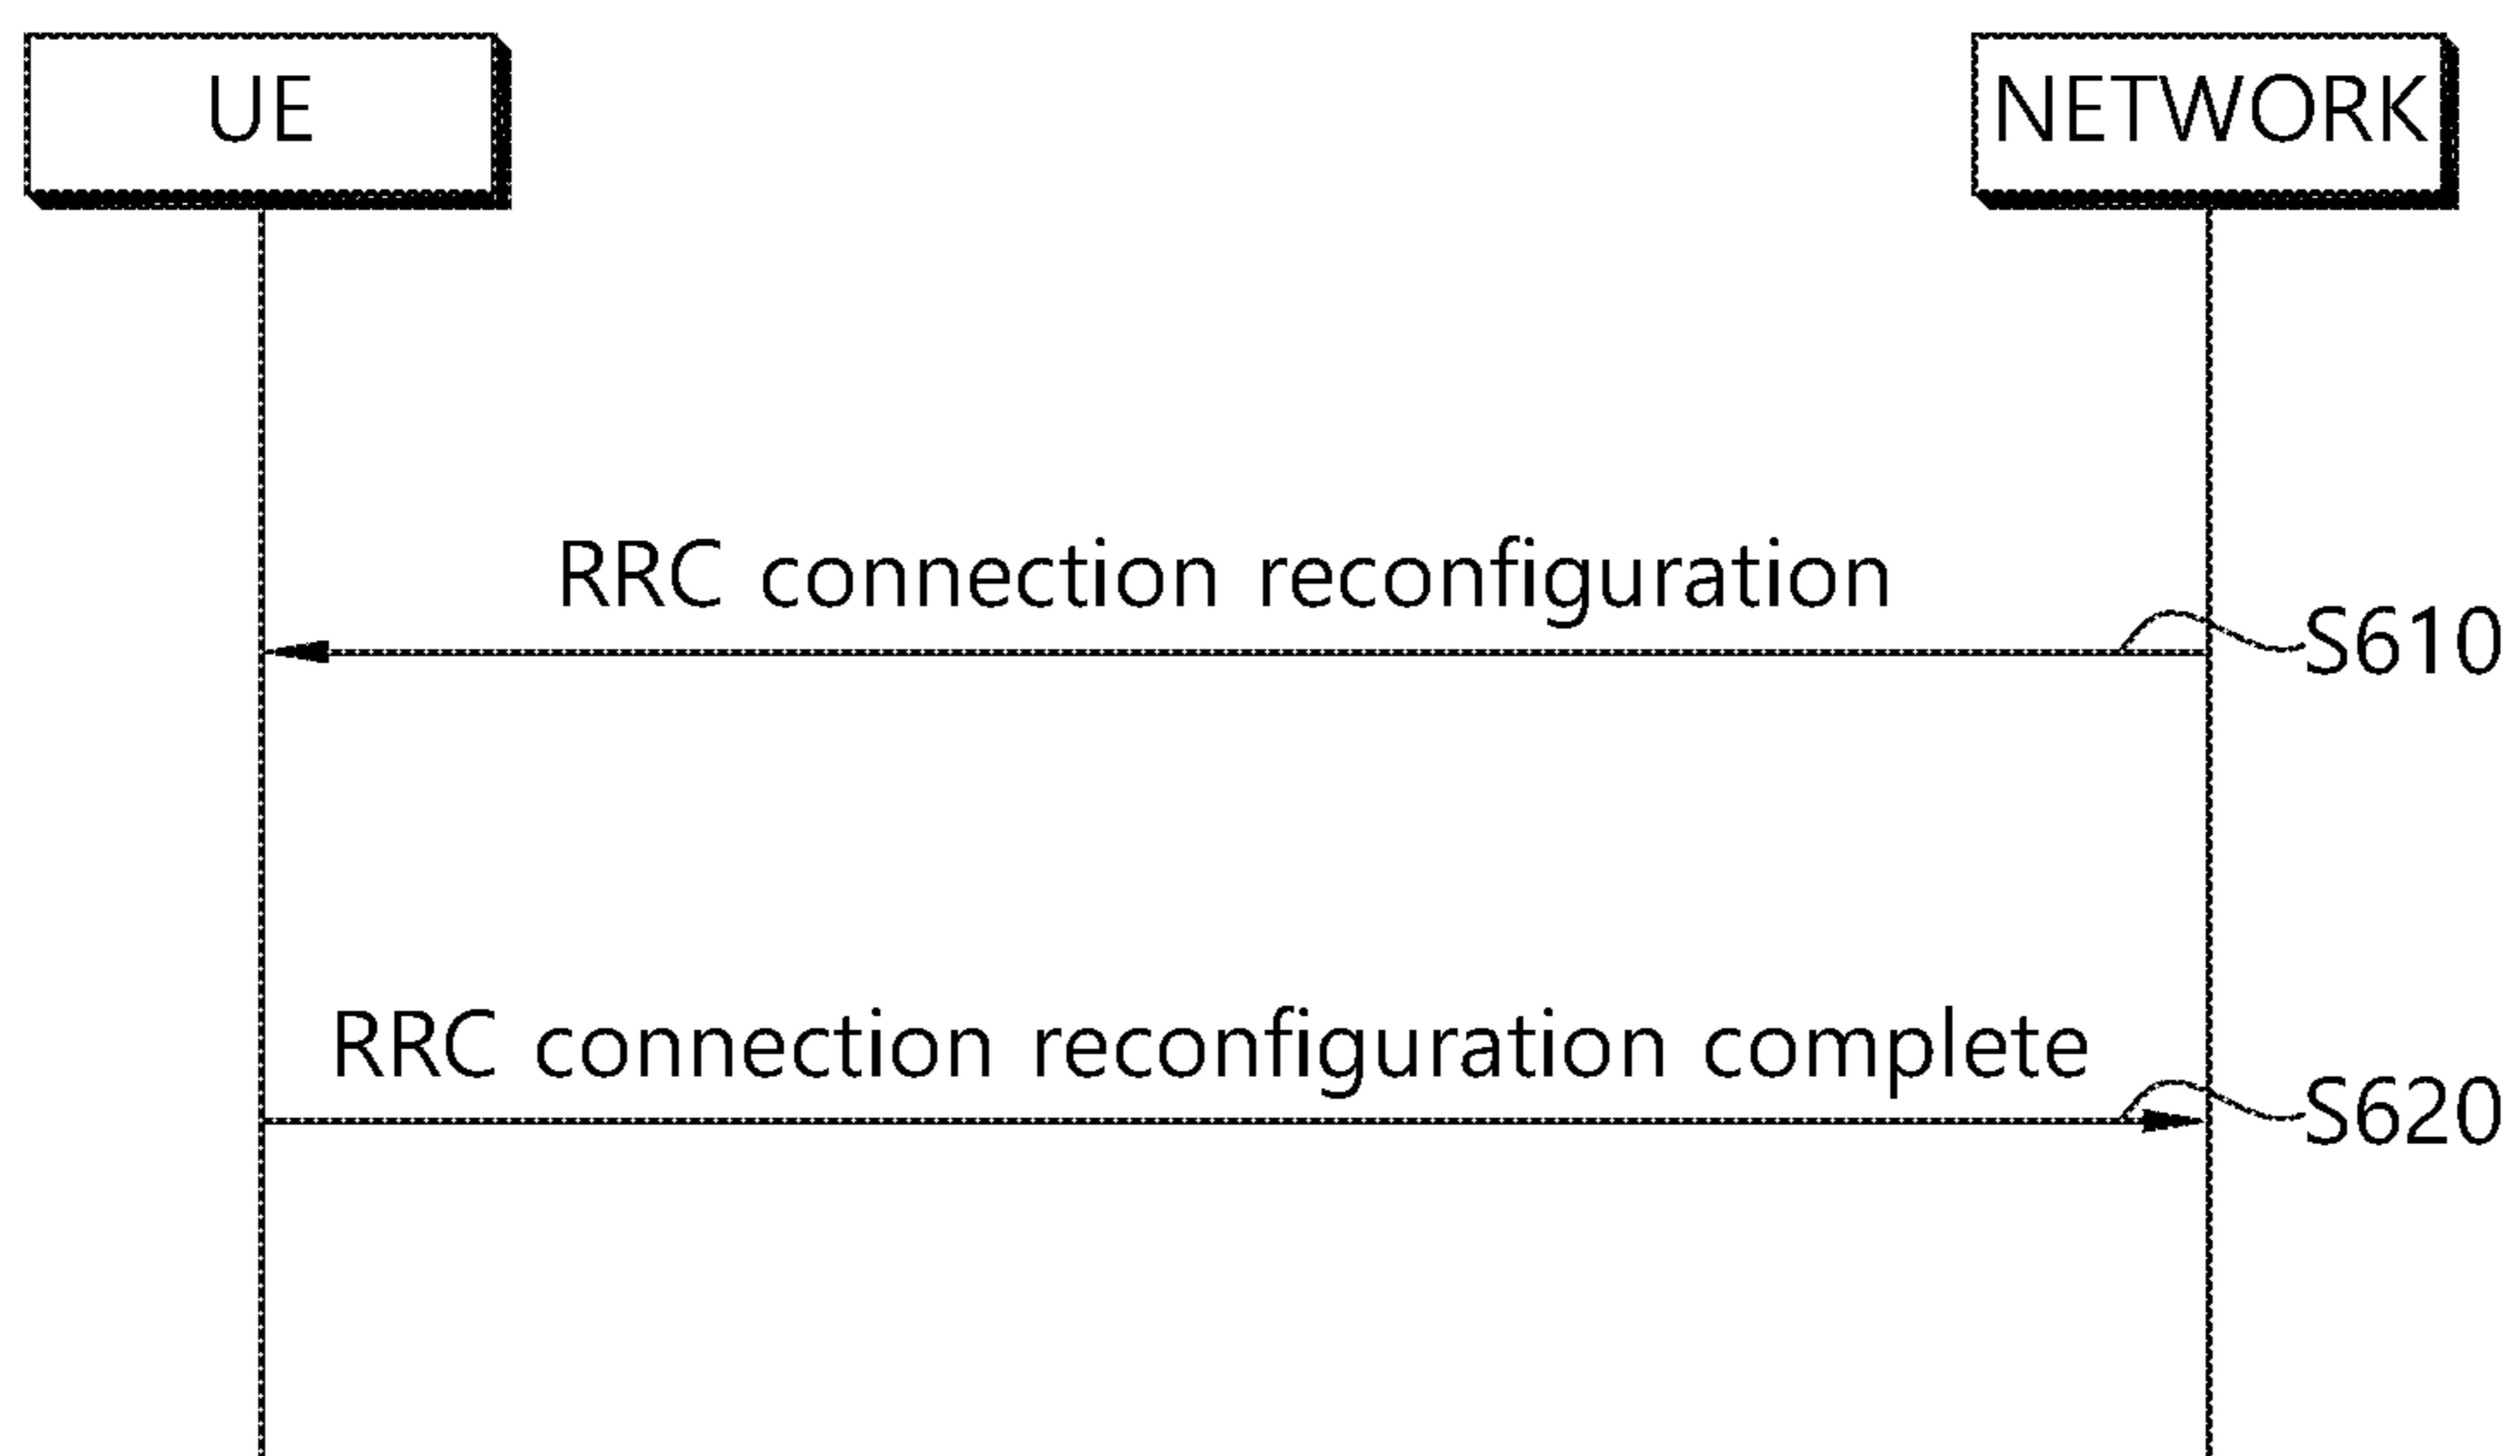 UE
NETWORK
RRC connection reconfiguration
S610
RRC connection reconfiguration complete
S620